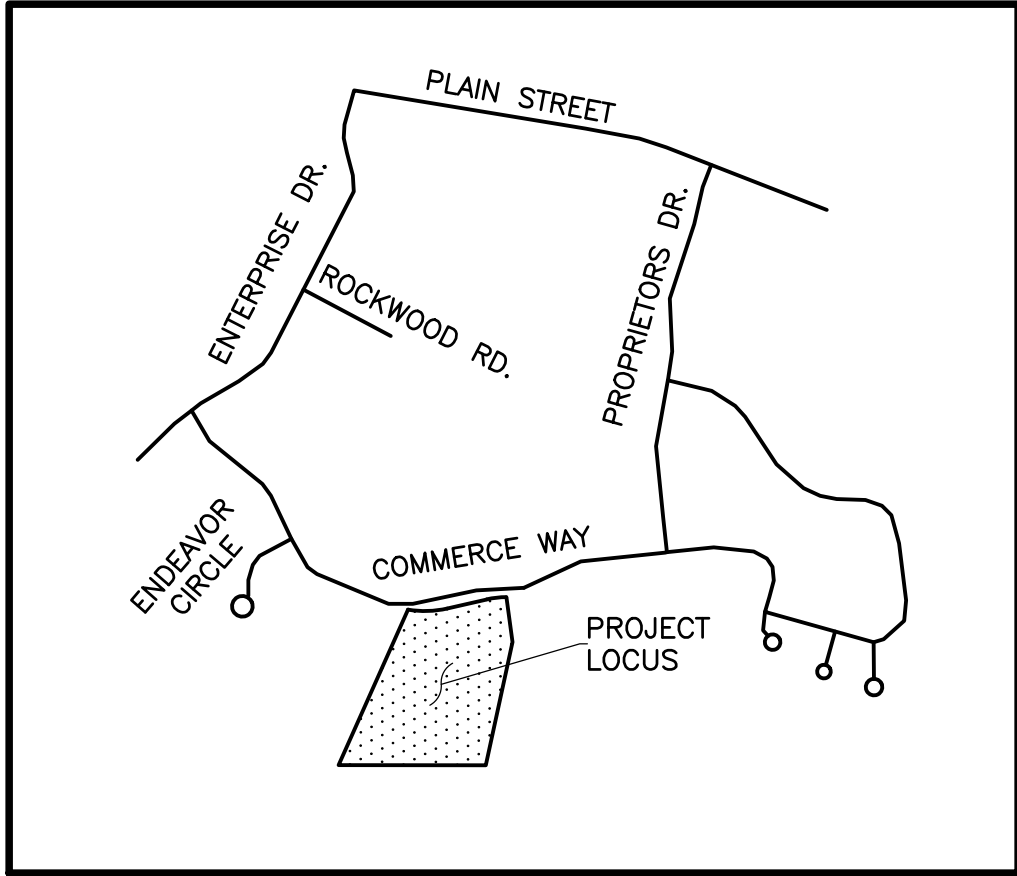 PLAIN STREET
ENTERPRISE DR.
ROCKWOOD RD.
PROPRIETORS DR.
ENDEAVOR
CIRCLE
COMMERCE WAY
PROJECT
LOCUS